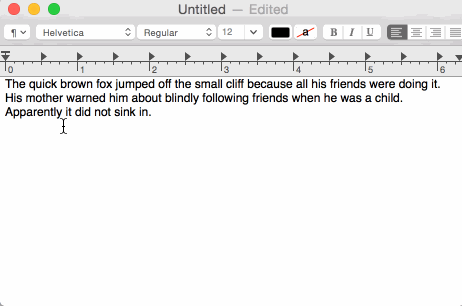 Untitled — Edited
¶ Helvetica Regular 12 a B I U
0 1 2 3 4 5 6
The quick brown fox jumped off the small cliff because all his friends were doing it.
His mother warned him about blindly following friends when he was a child.
Apparently it did not sink in.